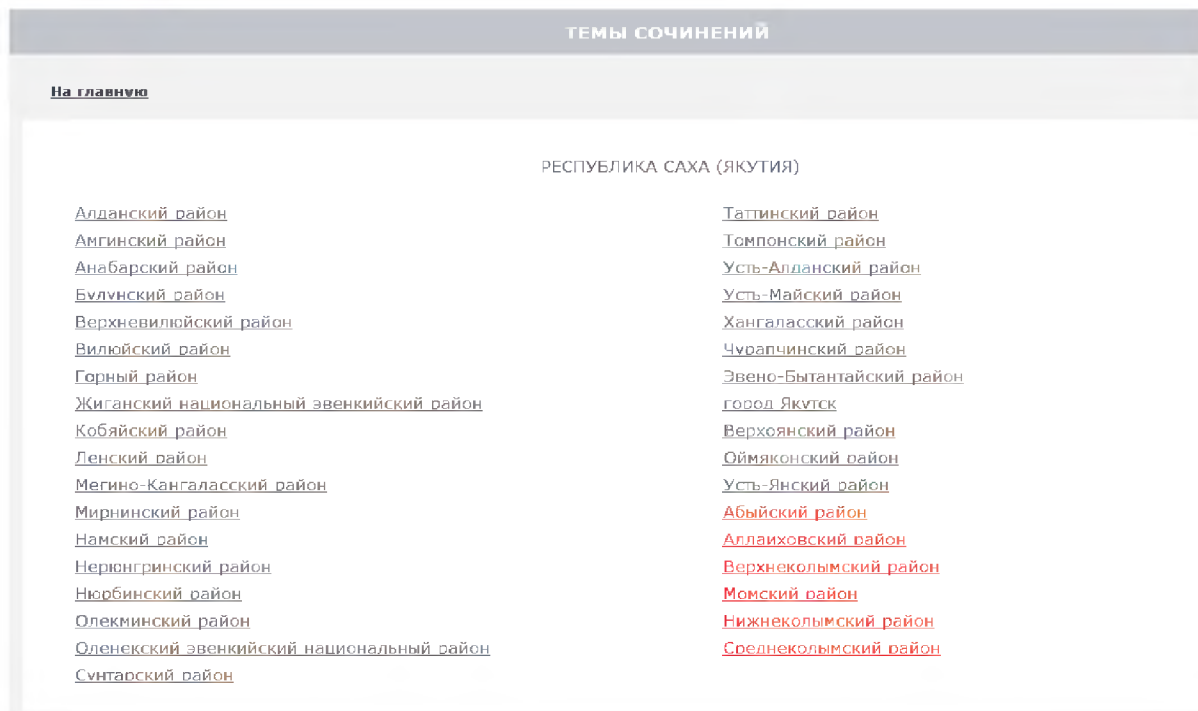 ТЕМЫ СОЧИНЕНИЙ
На главную
РЕСПУБЛИКА САХА (ЯКУТИЯ)
Алданский район
Амгинский район
Анабарский район
Булунский район
Верхневилюйский район
Вилюйский район
Горный район
Жиганский национальный эвенкийский район
Кобяйский район
Ленский район
Мегино-Кангаласский район
Мирнинский район
Намский район
Нерюнгринский район
Нюрбинский район
Олекминский район
Оленекский эвенкийский национальный район
Сунтарский район
Таттинский район
Томпонский район
Усть-Алданский район
Усть-Майский район
Хангаласский район
Чурапчинский район
Эвено-Бытантайский район
город Якутск
Верхоянский район
Оймяконский район
Усть-Янский район
Абыйский район
Аллаиховский район
Верхнеколымский район
Момский район
Нижнеколымский район
Среднеколымский район